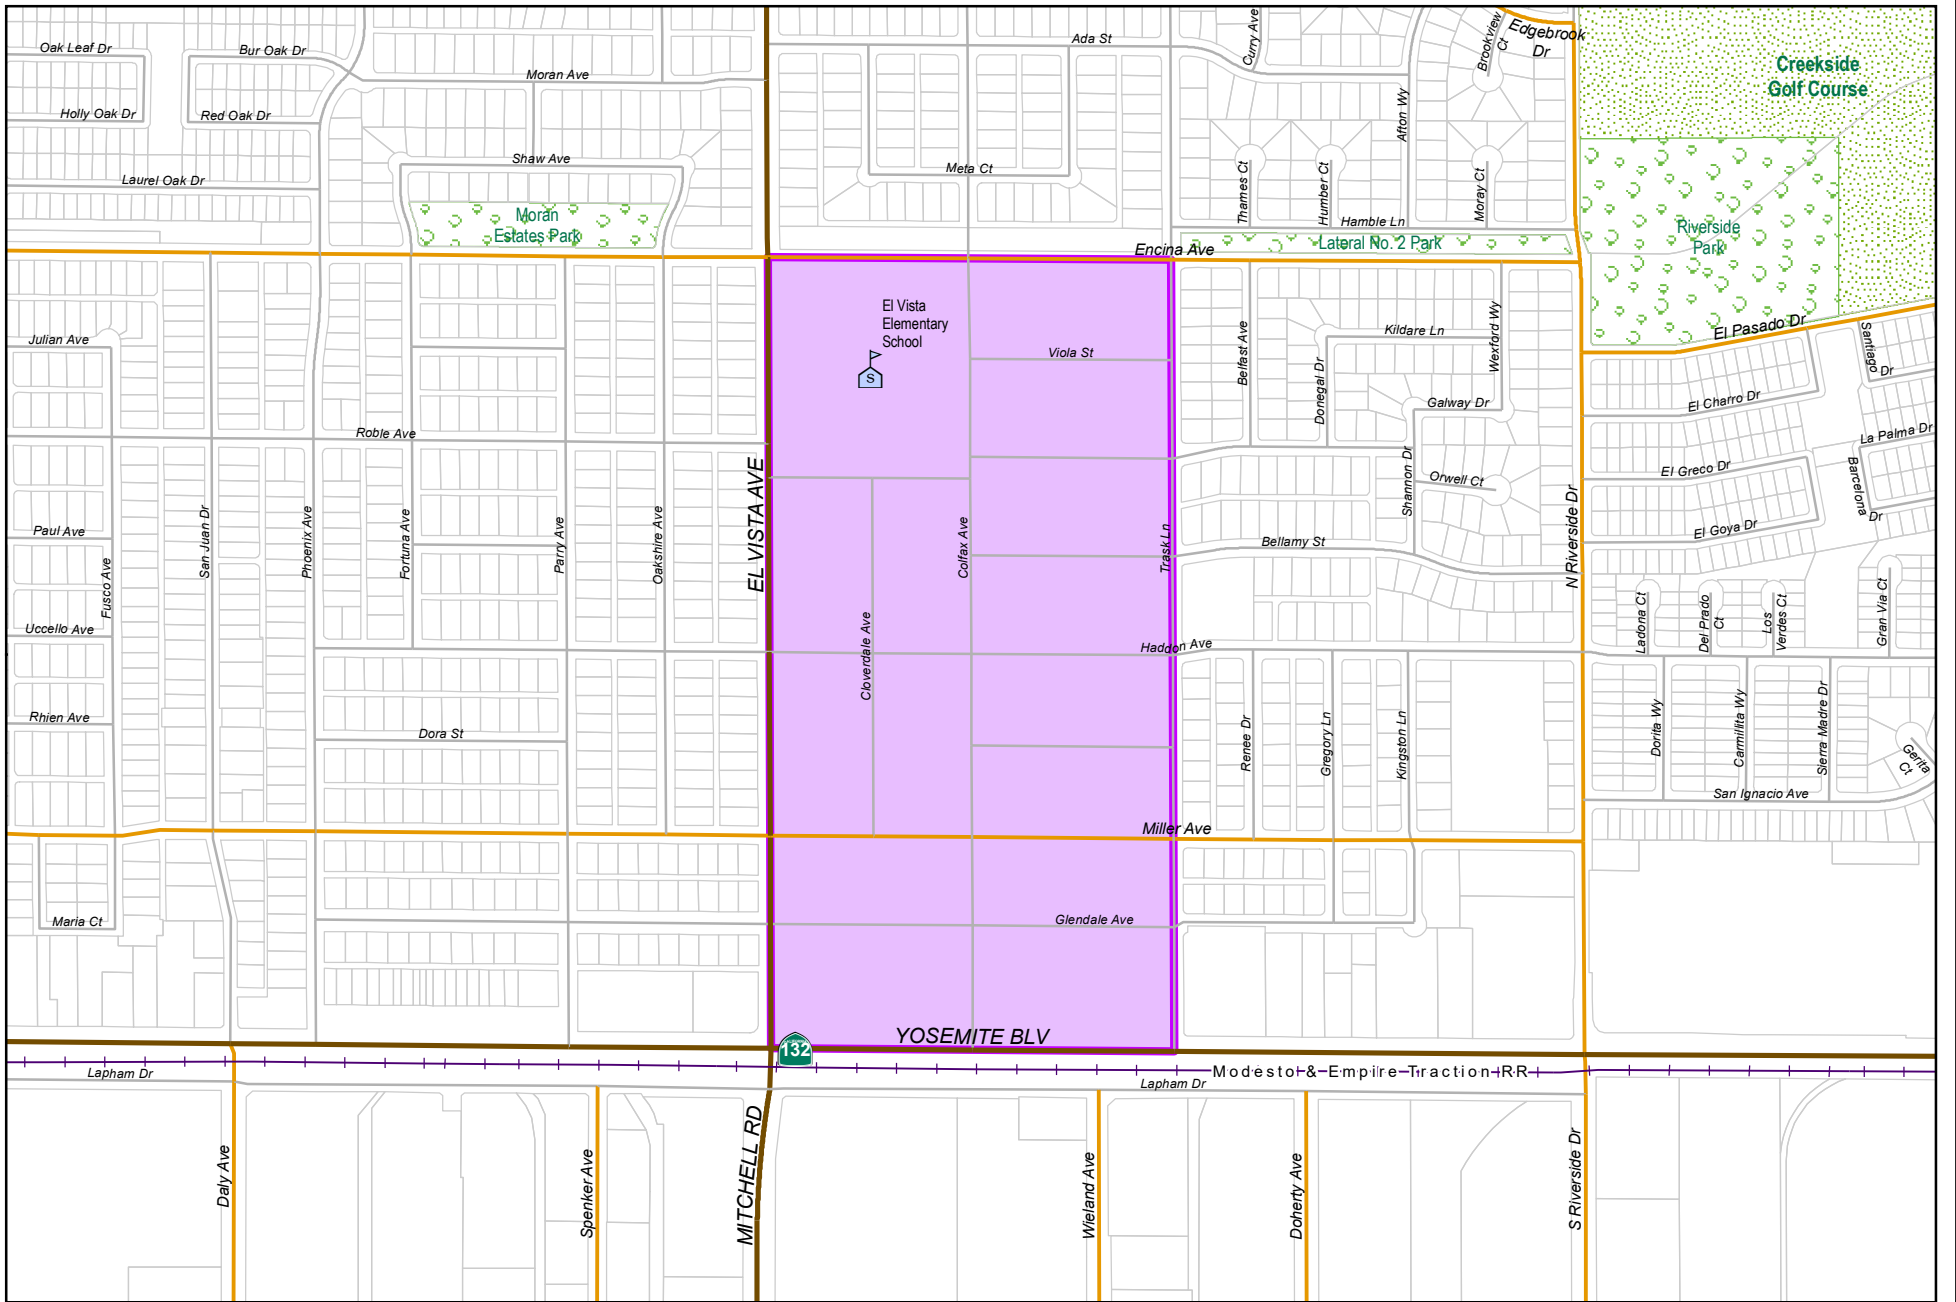 Oak Leaf Dr
Bur Oak Dr
Moran Ave
Ada St
Curry Ave
Brookview
Ct
Edgebrook
Dr
Creekside
Golf Course
Holly Oak Dr
Red Oak Dr
Afton Wy
Shaw Ave
Laurel Oak Dr
Meta Ct
Thames Ct
Humber Ct
Moray Ct
Moran
Estates Park
Hamble Ln
Riverside
Park
Encina Ave
Lateral No. 2 Park
El Vista
Elementary
School
S
Julian Ave
Viola St
Belfast Ave
Donegal Dr
Kildare Ln
Wexford Wy
El Pasado Dr
Santiago
Dr
Galway Dr
El Charro Dr
Roble Ave
La Palma Dr
EL VISTA AVE
Shannon Dr
Orwell Ct
El Greco Dr
Barcelona
Dr
Paul Ave
San Juan Dr
Phoenix Ave
Fortuna Ave
Parry Ave
Oakshire Ave
Colfax Ave
Trask Ln
Bellamy St
N Riverside Dr
El Goya Dr
Fusco Ave
Uccello Ave
Cloverdale Ave
Haddon Ave
Ladona Ct
Del Prado
Ct
Los
Verdes Ct
Gran Via Ct
Rhien Ave
Dora St
Renee Dr
Gregory Ln
Kingston Ln
Dorita Wy
Carmillita Wy
Sierra Madre Dr
Gerita
Ct
San Ignacio Ave
Miller Ave
Maria Ct
Glendale Ave
YOSEMITE BLV
132
Modesto & Empire Traction RR
Lapham Dr
Lapham Dr
Daly Ave
Spenker Ave
MITCHELL RD
Wieland Ave
Doherty Ave
S Riverside Dr